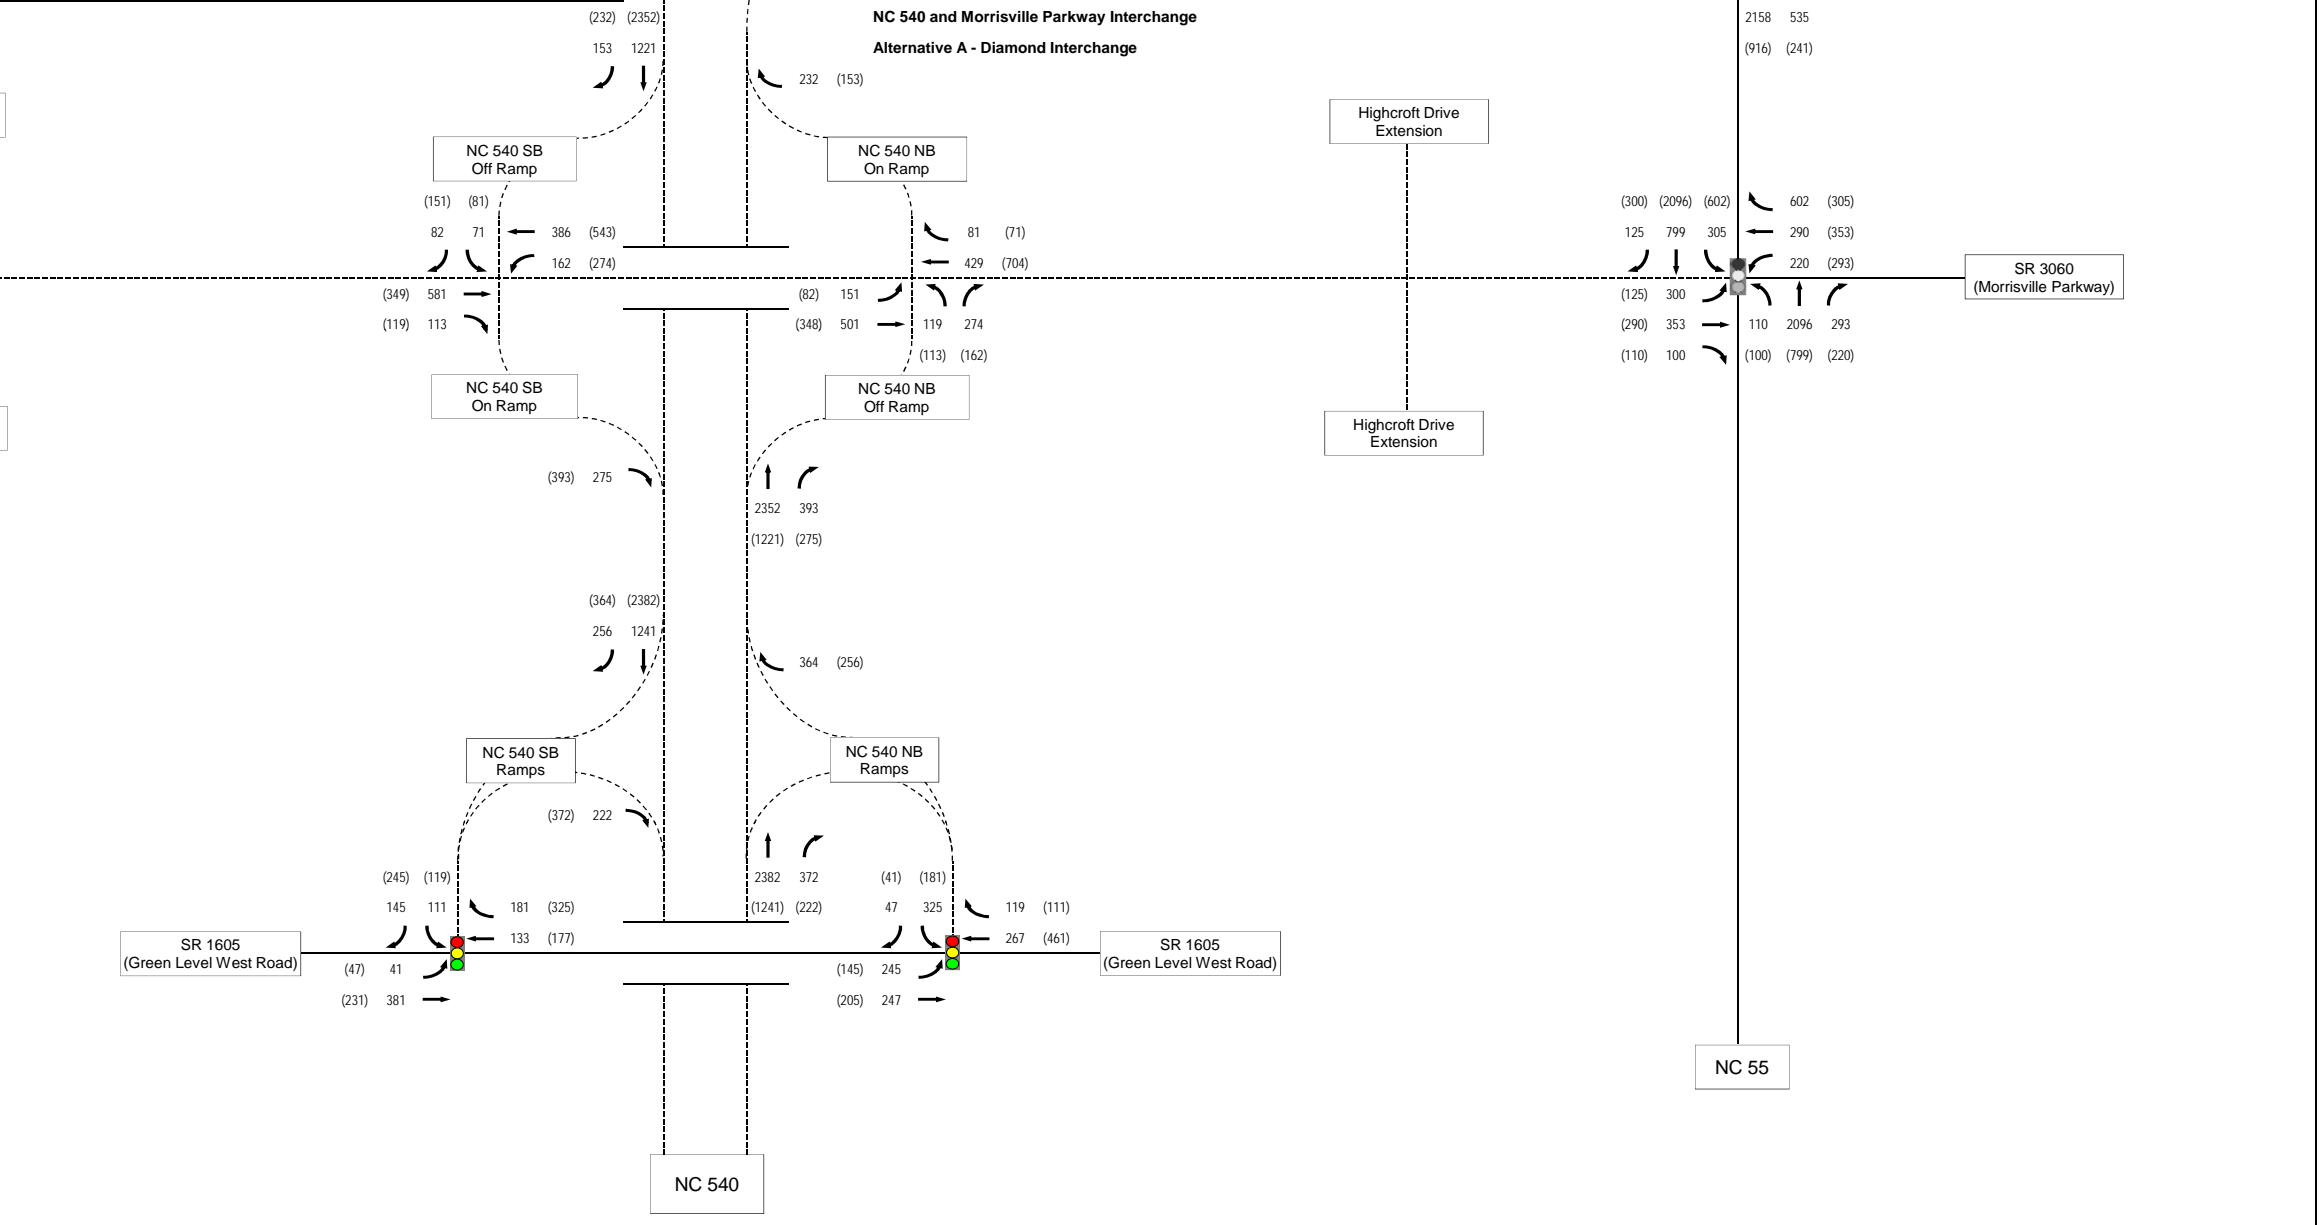 (232) (2352) NC 540 and Morrisville Parkway Interchange 2158 535
153 1221 Alternative A - Diamond Interchange (916) (241)
232 (153)
Highcroft Drive
Extension
NC 540 SB
Off Ramp
NC 540 NB
On Ramp
(151) (81) (300) (2096) (602) 602 (305)
82 71 386 (543) 81 (71) 125 799 305 290 (353)
162 (274) 429 (704) 220 (293)
SR 3060
(Morrisville Parkway)
(349) 581 (82) 151 (125) 300
(119) 113 (348) 501 119 274 (290) 353 110 2096 293
(113) (162) (110) 100 (100) (799) (220)
NC 540 SB
On Ramp
NC 540 NB
Off Ramp
Highcroft Drive
Extension
(393) 275
2352 393
(1221) (275)
(364) (2382)
256 1241
364 (256)
NC 540 SB
Ramps
NC 540 NB
Ramps
(372) 222
(245) (119) 2382 372 (41) (181)
145 111 181 (325) (1241) (222) 47 325 119 (111)
133 (177) 267 (461)
SR 1605
(Green Level West Road)
SR 1605
(Green Level West Road)
(47) 41 (145) 245
(231) 381 (205) 247
NC 55
NC 540